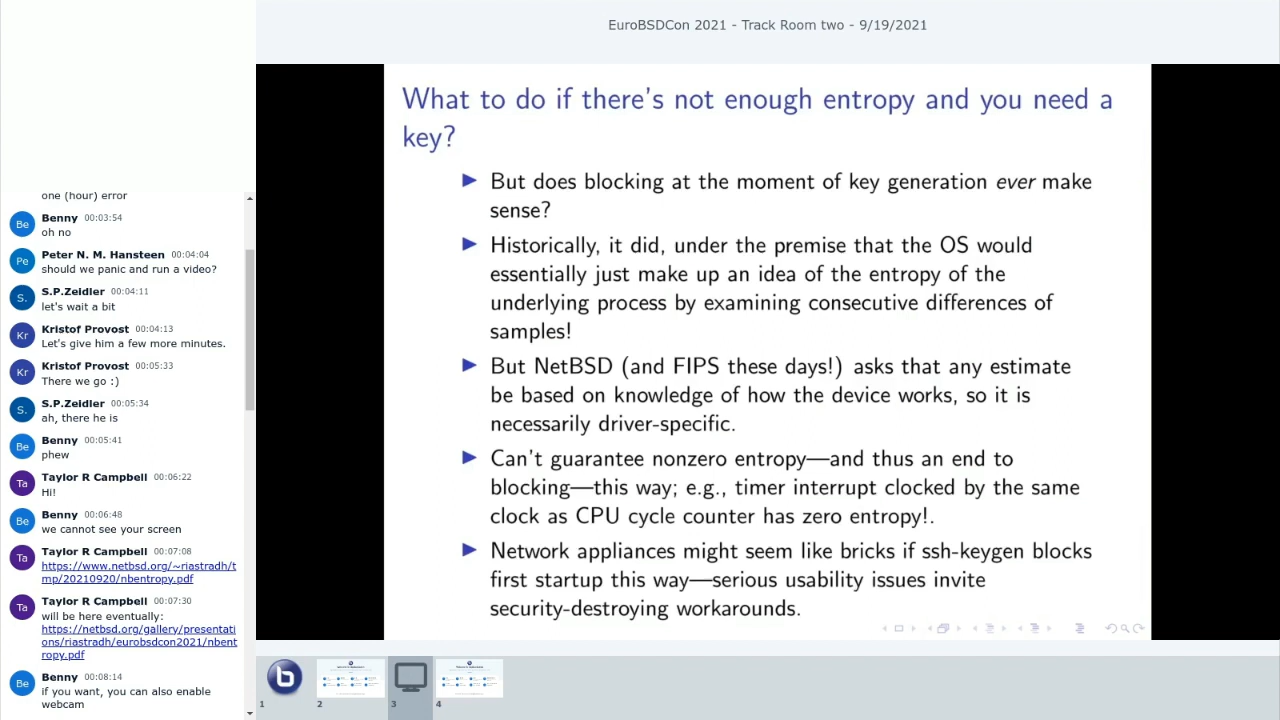 EuroBSDCon 2021 - Track Room two - 9/19/2021
one (hour) error
Be
Benny 00:03:54
oh no
Pe
Peter N. M. Hansteen 00:04:04
should we panic and run a video?
S.
S.P.Zeidler 00:04:11
let's wait a bit
Kr
Kristof Provost 00:04:13
Let's give him a few more minutes.
Kr
Kristof Provost 00:05:33
There we go :)
S.
S.P.Zeidler 00:05:34
ah, there he is
Be
Benny 00:05:41
phew
Ta
Taylor R Campbell 00:06:22
Hi!
Be
Benny 00:06:48
we cannot see your screen
Ta
Taylor R Campbell 00:07:08
https://www.netbsd.org/~riastradh/t
mp/20210920/nbentropy.pdf
Ta
Taylor R Campbell 00:07:30
will be here eventually:
https://netbsd.org/gallery/presentati
ons/riastradh/eurobsdcon2021/nbent
ropy.pdf
Be
Benny 00:08:14
if you want, you can also enable
webcam
What to do if there's not enough entropy and you need a
key?
▶ But does blocking at the moment of key generation ever make
sense?
▶ Historically, it did, under the premise that the OS would
essentially just make up an idea of the entropy of the
underlying process by examining consecutive differences of
samples!
▶ But NetBSD (and FIPS these days!) asks that any estimate
be based on knowledge of how the device works, so it is
necessarily driver-specific.
▶ Can't guarantee nonzero entropy—and thus an end to
blocking—this way; e.g., timer interrupt clocked by the same
clock as CPU cycle counter has zero entropy!.
▶ Network appliances might seem like bricks if ssh-keygen blocks
first startup this way—serious usability issues invite
security-destroying workarounds.
b
1
2
3
4